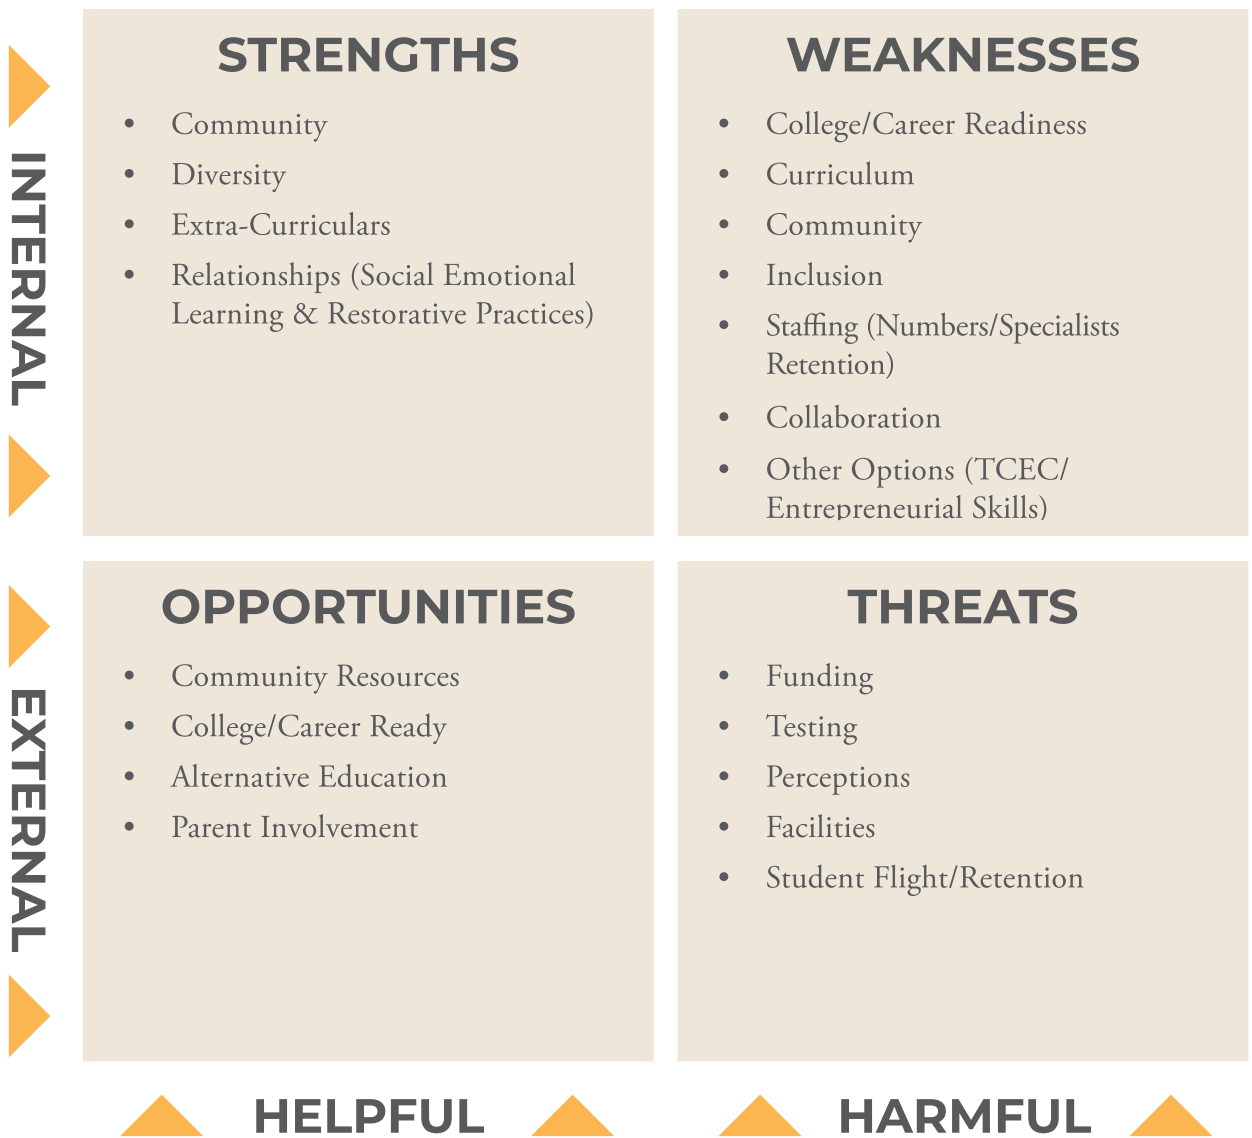 STRENGTHS
• Community
• Diversity
• Extra-Curriculars
• Relationships (Social Emotional
Learning & Restorative Practices)
WEAKNESSES
• College/Career Readiness
• Curriculum
• Community
• Inclusion
• Staffing (Numbers/Specialists
Retention)
• Collaboration
• Other Options (TCEC/
Entrepreneurial Skills)
INTERNAL
OPPORTUNITIES
• Community Resources
• College/Career Ready
• Alternative Education
• Parent Involvement
THREATS
• Funding
• Testing
• Perceptions
• Facilities
• Student Flight/Retention
EXTERNAL
HELPFUL
HARMFUL